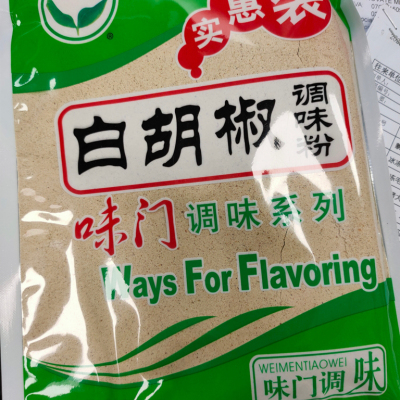 实惠装
白胡椒调味粉
味门调味系列
Ways For Flavoring
WEIMENTIAOWEI
味门调味